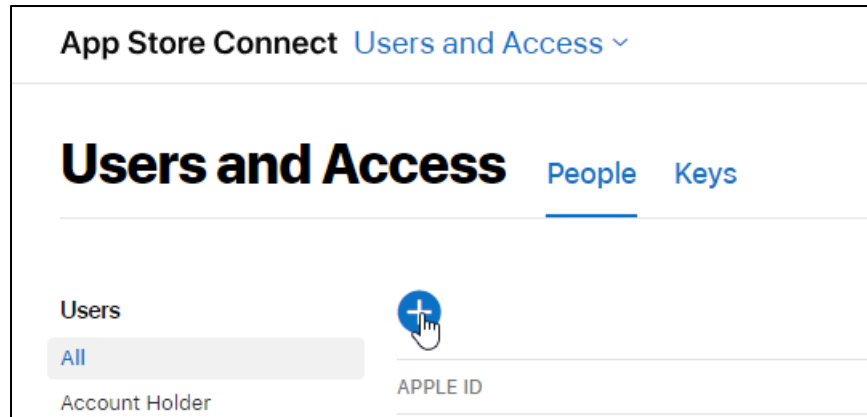 App Store Connect Users and Access
Users and Access People Keys
Users
All
APPLE ID
Account Holder